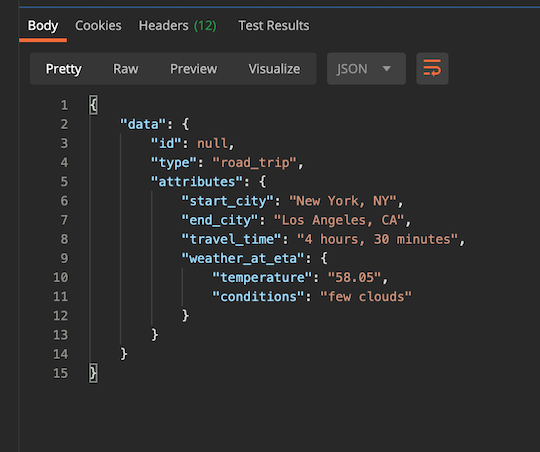 Body Cookies Headers (12) Test Results
Pretty Raw Preview Visualize JSON
1 {
2 "data": {
3 "id": null,
4 "type": "road_trip",
5 "attributes": {
6 "start_city": "New York, NY",
7 "end_city": "Los Angeles, CA",
8 "travel_time": "4 hours, 30 minutes",
9 "weather_at_eta": {
10 "temperature": "58.05",
11 "conditions": "few clouds"
12 }
13 }
14 }
15 }